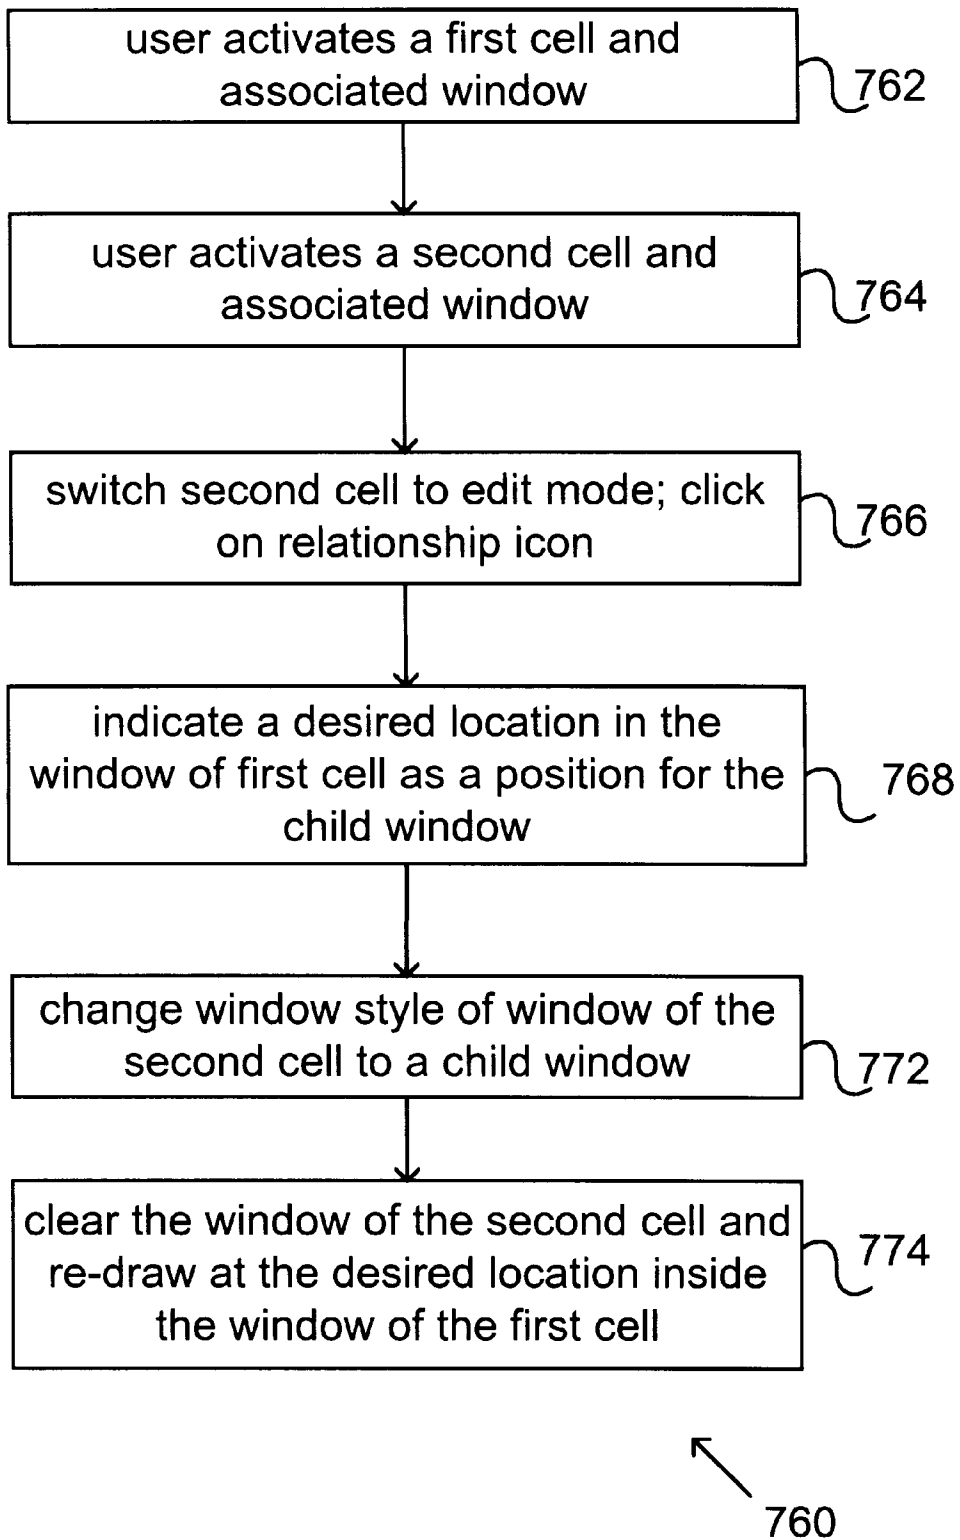 user activates a first cell and
associated window
762
user activates a second cell and
associated window
764
switch second cell to edit mode; click
on relationship icon
766
indicate a desired location in the
window of first cell as a position for the
child window
768
change window style of window of the
second cell to a child window
772
clear the window of the second cell and
re-draw at the desired location inside
the window of the first cell
774
760